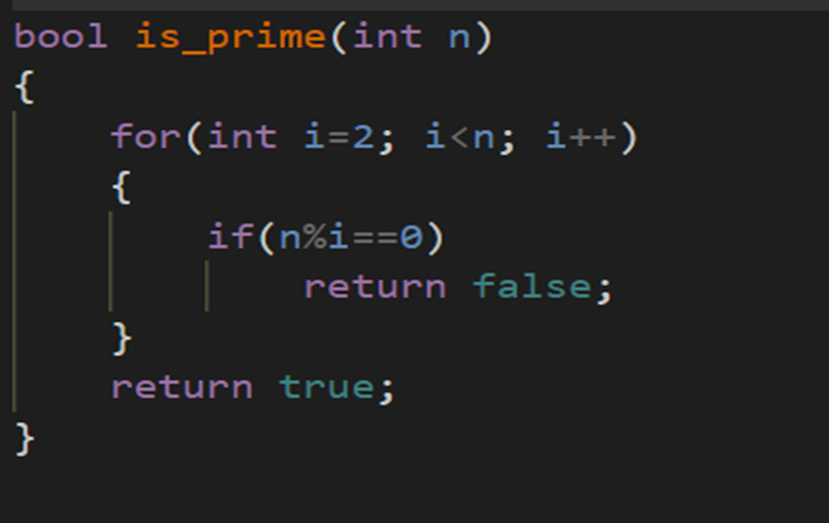 bool is_prime(int n)
{
    for(int i=2; i<n; i++)
    {
        if(n%i==0)
            return false;
    }
    return true;
}